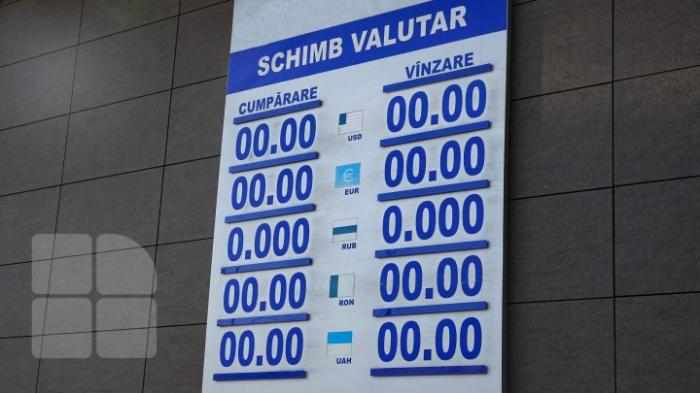 SCHIMB VALUTAR
CUMPĂRARE VÎNZARE
00.00 USD 00.00
00.00 € EUR 00.00
0.000 RUB 0.000
00.00 RON 00.00
00.00 UAH 00.00